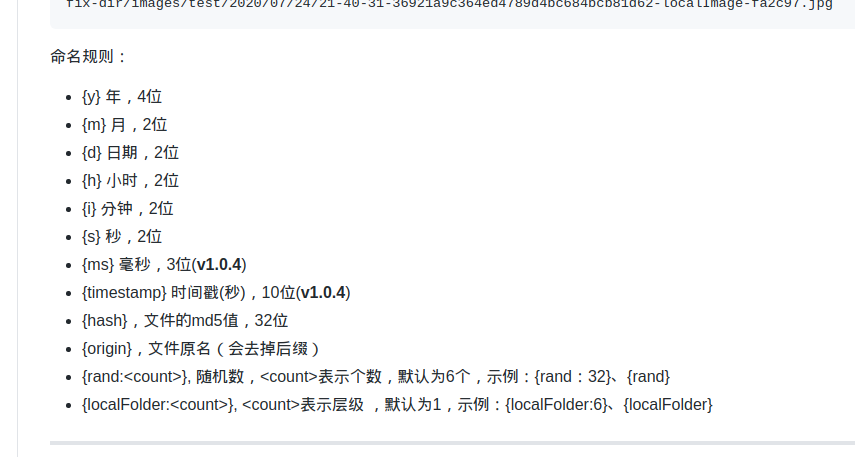 fix-dir/images/test/2020/07/24/21-40-31-36921a9c364ed4789d4bc684bcb81d62-localImage-fa2c97.jpg
命名规则：
{y} 年，4位
{m} 月，2位
{d} 日期，2位
{h} 小时，2位
{i} 分钟，2位
{s} 秒，2位
{ms} 毫秒，3位(v1.0.4)
{timestamp} 时间戳(秒)，10位(v1.0.4)
{hash}，文件的md5值，32位
{origin}，文件原名（会去掉后缀）
{rand:<count>}, 随机数，<count>表示个数，默认为6个，示例：{rand：32}、{rand}
{localFolder:<count>}, <count>表示层级 ，默认为1，示例：{localFolder:6}、{localFolder}